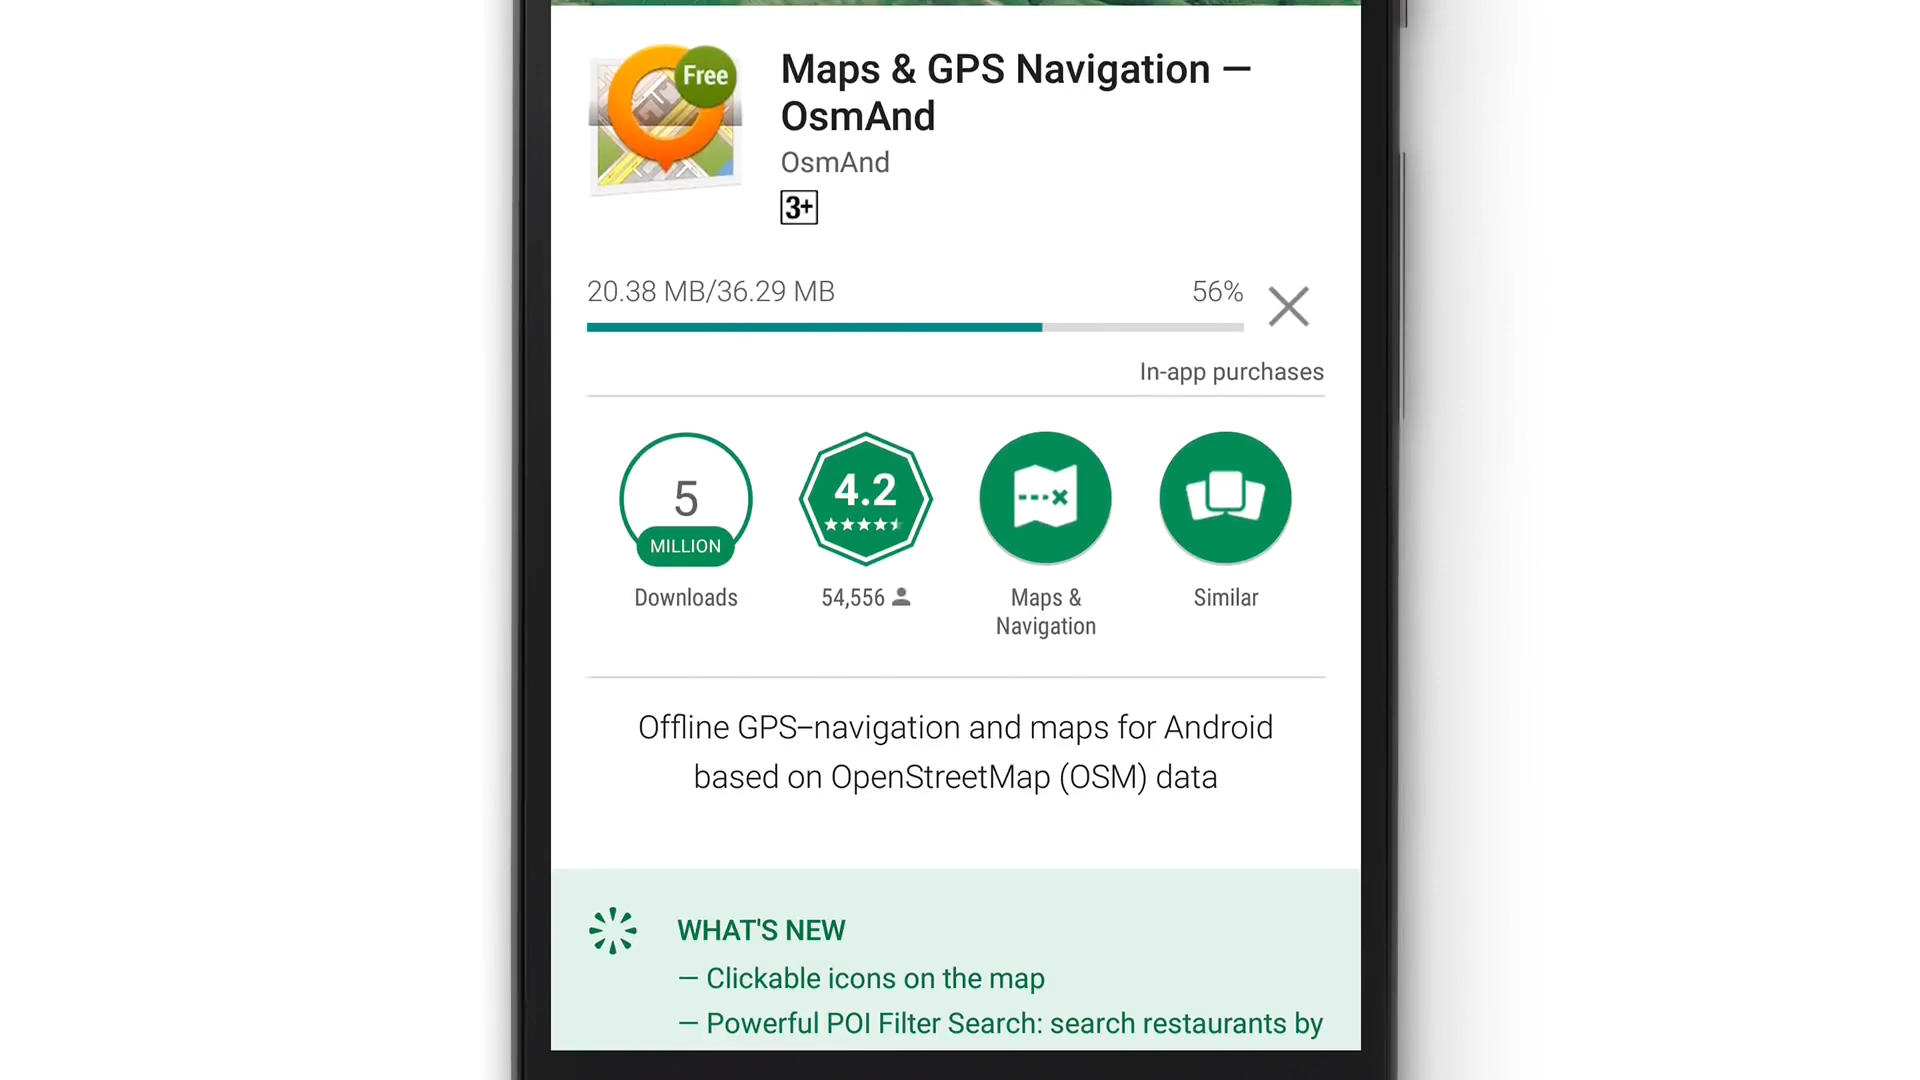 Free
Maps & GPS Navigation —
OsmAnd
OsmAnd
3+
20.38 MB/36.29 MB 56%
In-app purchases
5
MILLION
Downloads
4.2
54,556
Maps &
Navigation
Similar
Offline GPS–navigation and maps for Android
based on OpenStreetMap (OSM) data
WHAT'S NEW
— Clickable icons on the map
— Powerful POI Filter Search: search restaurants by